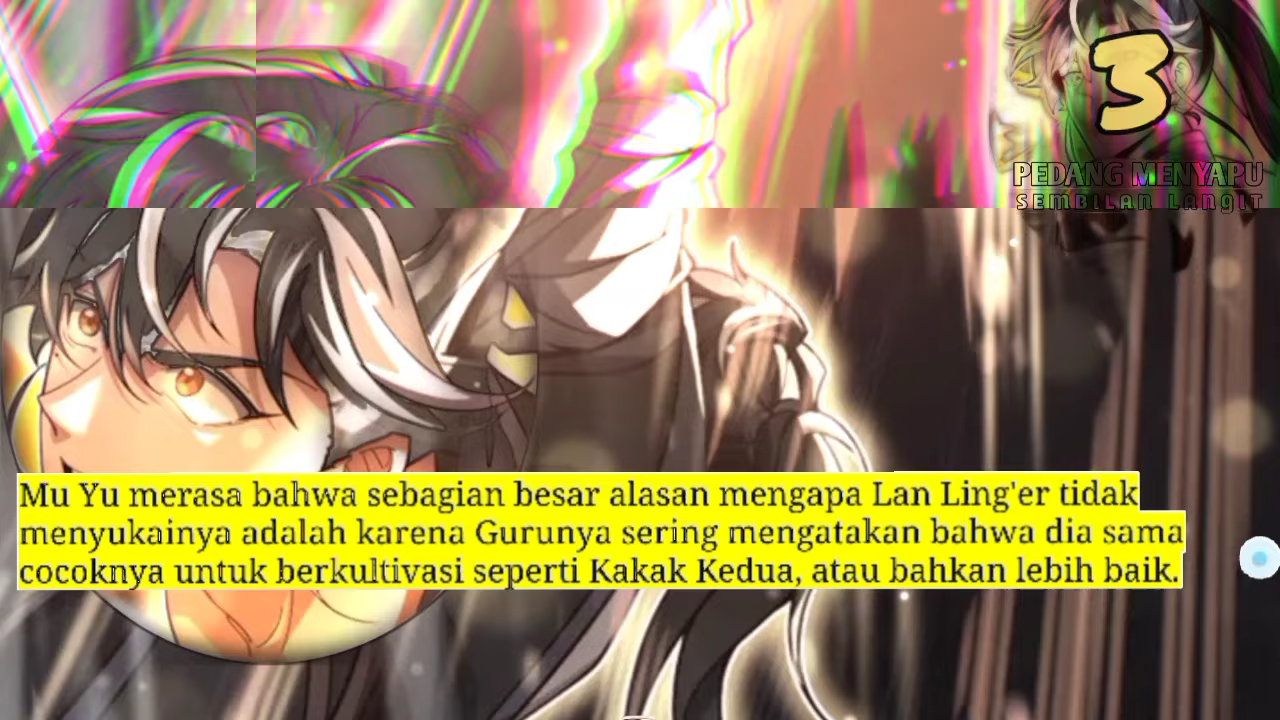 3
PEDANG MENYAPU
SEMBILAN LANGIT
Mu Yu merasa bahwa sebagian besar alasan mengapa Lan Ling'er tidak
menyukainya adalah karena Gurunya sering mengatakan bahwa dia sama
cocoknya untuk berkultivasi seperti Kakak Kedua, atau bahkan lebih baik.